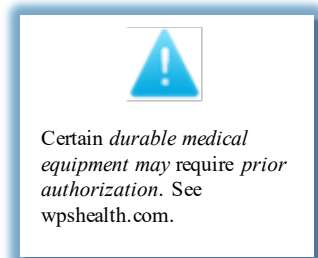 Certain durable medical
equipment may require prior
authorization. See
wpshealth.com.